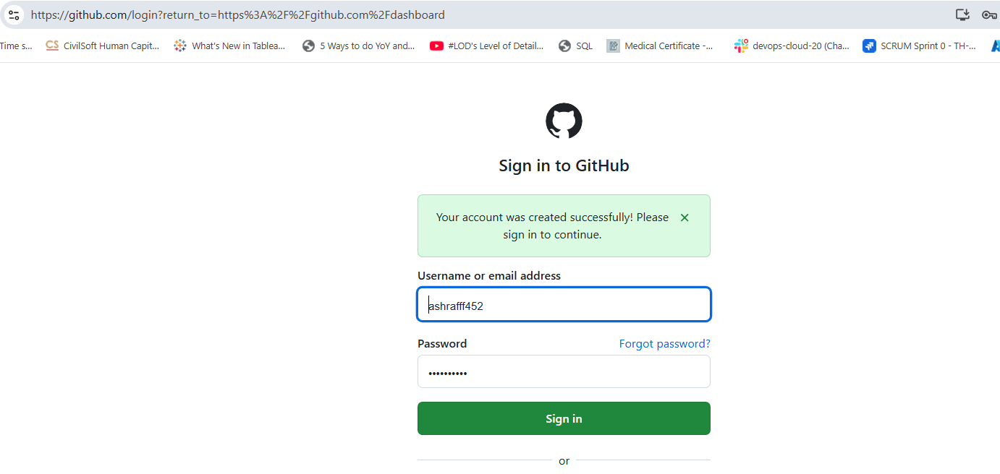 https://github.com/login?return_to=https%3A%2F%2Fgithub.com%2Fdashboard
Time s... CS CivilSoft Human Capit... What's New in Tablea... 5 Ways to do YoY and... #LOD's Level of Detail... SQL Medical Certificate -... devops-cloud-20 (Cha... SCRUM Sprint 0 - TH-...
Sign in to GitHub
Your account was created successfully! Please
sign in to continue.
Username or email address
ashrafff452
Password Forgot password?
Sign in
or